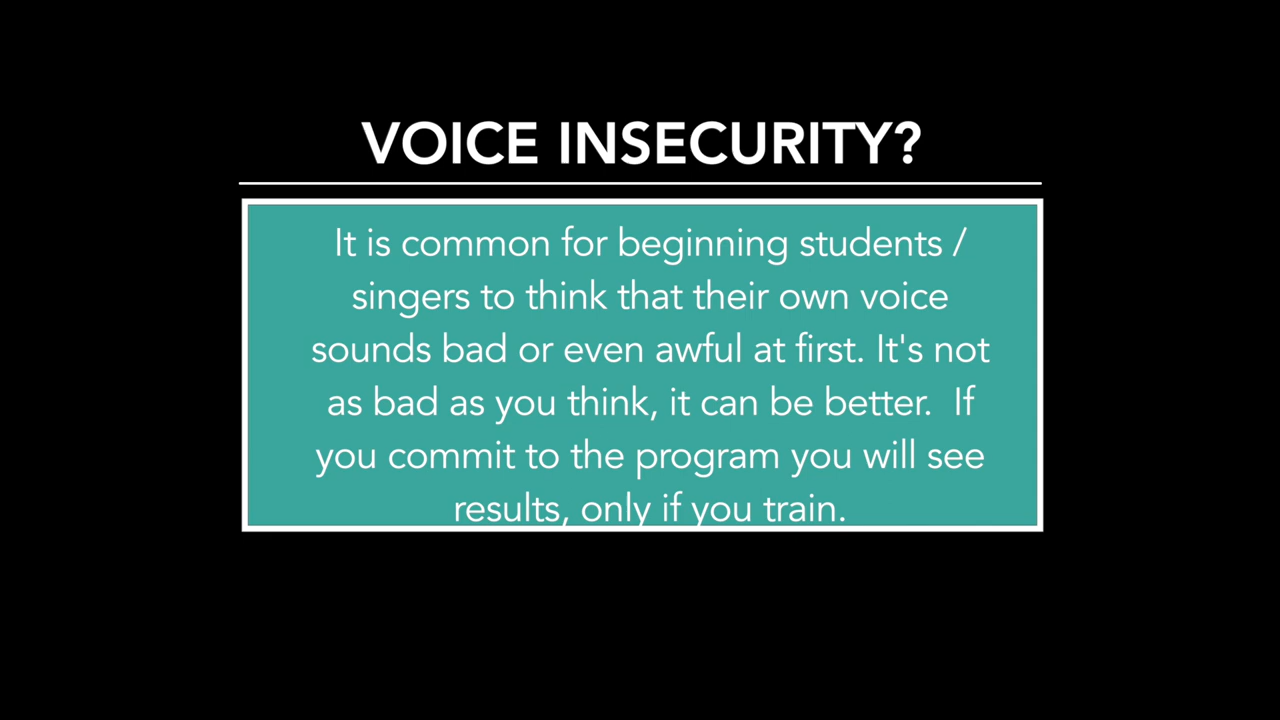 VOICE INSECURITY?
It is common for beginning students /
singers to think that their own voice
sounds bad or even awful at first. It's not
as bad as you think, it can be better.  If
you commit to the program you will see
results, only if you train.